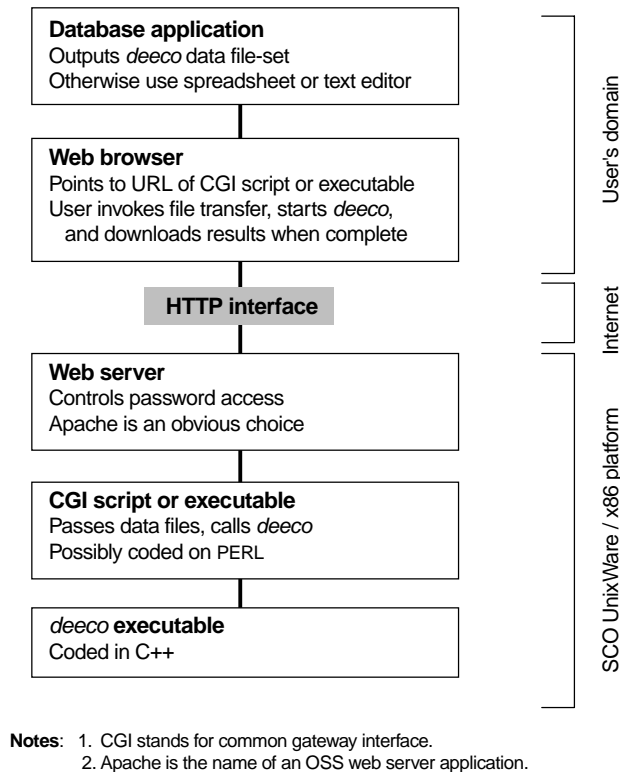 Database application
Outputs deeco data file-set
Otherwise use spreadsheet or text editor
Web browser
Points to URL of CGI script or executable
User invokes file transfer, starts deeco,
and downloads results when complete
User's domain
HTTP interface
Internet
Web server
Controls password access
Apache is an obvious choice
CGI script or executable
Passes data files, calls deeco
Possibly coded on PERL
deeco executable
Coded in C++
SCO UnixWare / x86 platform
Notes: 1. CGI stands for common gateway interface.
2. Apache is the name of an OSS web server application.